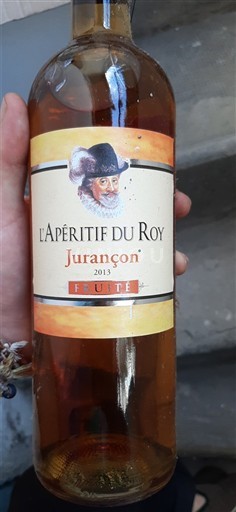 L'APÉRITIF DU ROY
Jurançon
2013
FRUITÉ